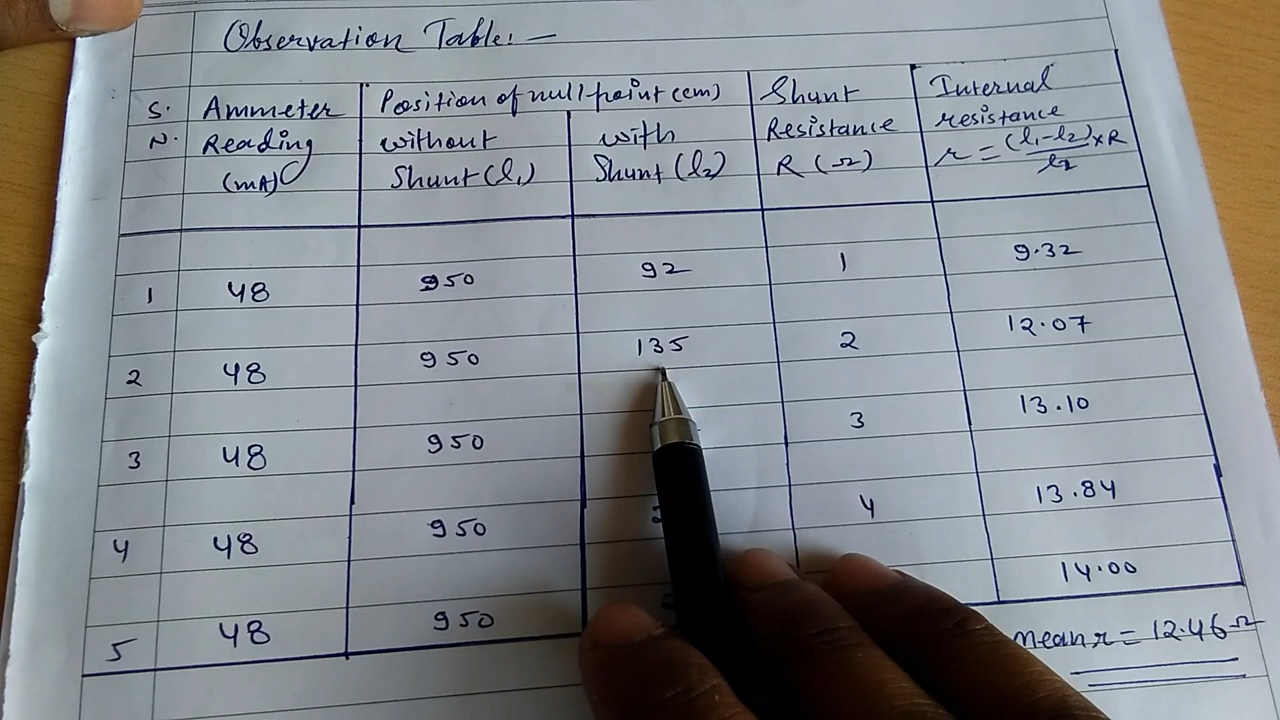 Observation Table:-
S. N. Ammeter Reading (mA) Position of null point (cm) Shunt Resistance R (Ω) Internal resistance r = (l₁-l₂)/l₂ × R
without Shunt (l₁) with Shunt (l₂)
1 48 950 92 1 9.32
2 48 950 135 2 12.07
3 48 950 3 13.10
4 48 950 4 13.84
5 48 950 14.00
mean r = 12.46 Ω